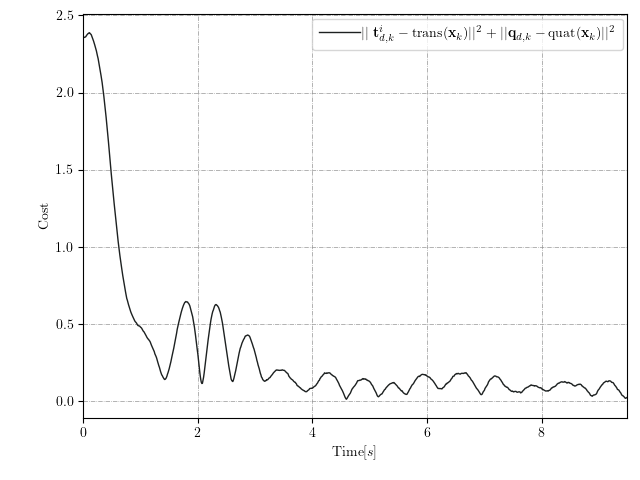 2.5
|| t^i_{d,k} − trans(x_k)||^2 + ||q_{d,k} − quat(x_k)||^2
2.0
1.5
Cost
1.0
0.5
0.0
0 2 4 6 8
Time[s]